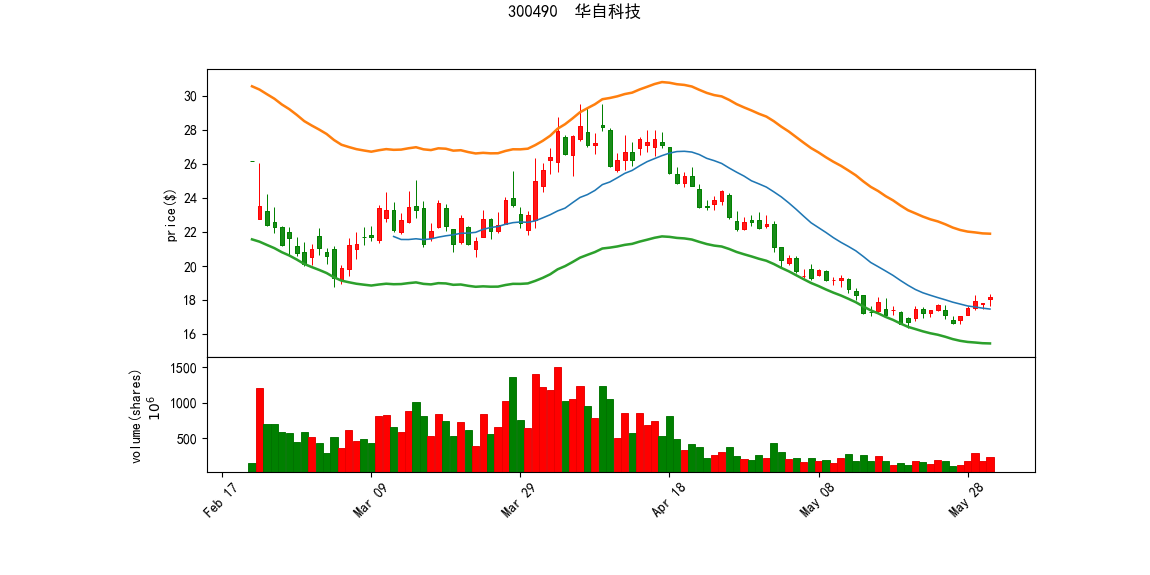 300490 华自科技
30
28
26
24
22
20
18
16
price($)
1500
1000
500
volume(shares)
10^6
Feb 17
Mar 09
Mar 29
Apr 18
May 08
May 28